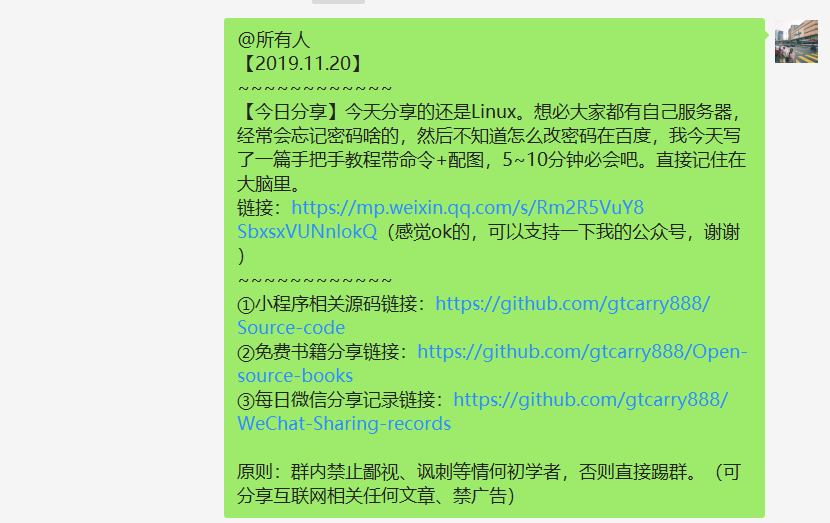 @所有人
【2019.11.20】
~~~~~~~~~~~~
【今日分享】今天分享的还是Linux。想必大家都有自己服务器，
经常会忘记密码啥的，然后不知道怎么改密码在百度，我今天写
了一篇手把手教程带命令+配图，5~10分钟必会吧。直接记住在
大脑里。
链接：https://mp.weixin.qq.com/s/Rm2R5VuY8
SbxsxVUNnlokQ（感觉ok的，可以支持一下我的公众号，谢谢
）
~~~~~~~~~~~~
①小程序相关源码链接：https://github.com/gtcarry888/
Source-code
②免费书籍分享链接：https://github.com/gtcarry888/Open-
source-books
③每日微信分享记录链接：https://github.com/gtcarry888/
WeChat-Sharing-records
原则：群内禁止鄙视、讽刺等情何初学者，否则直接踢群。（可
分享互联网相关任何文章、禁广告）